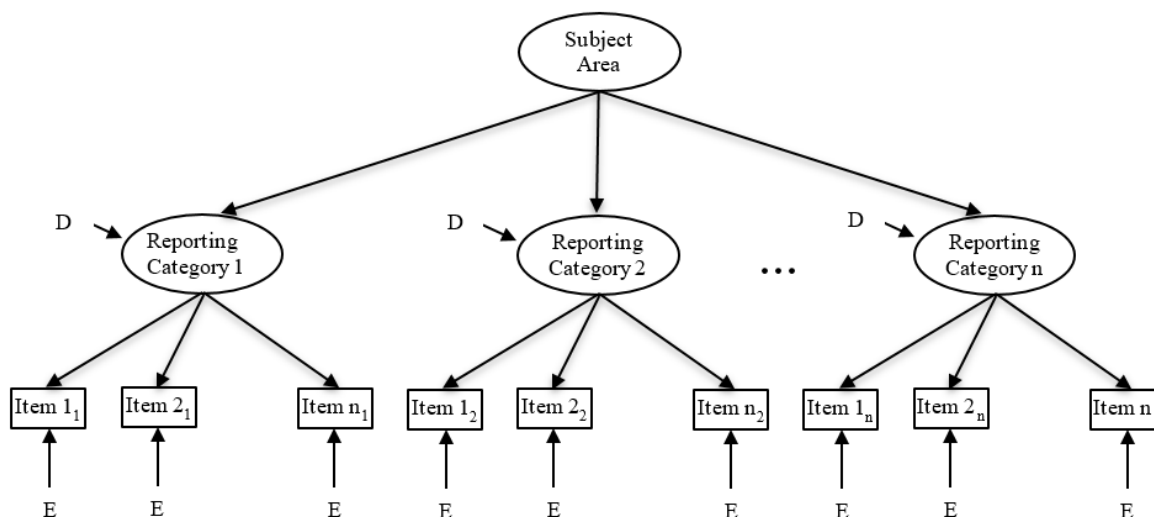 Subject
Area
D
Reporting
Category 1
D
Reporting
Category 2
...
D
Reporting
Category n
Item 1₁
Item 2₁
Item n₁
Item 1₂
Item 2₂
Item n₂
Item 1ₙ
Item 2ₙ
Item n
E
E
E
E
E
E
E
E
E